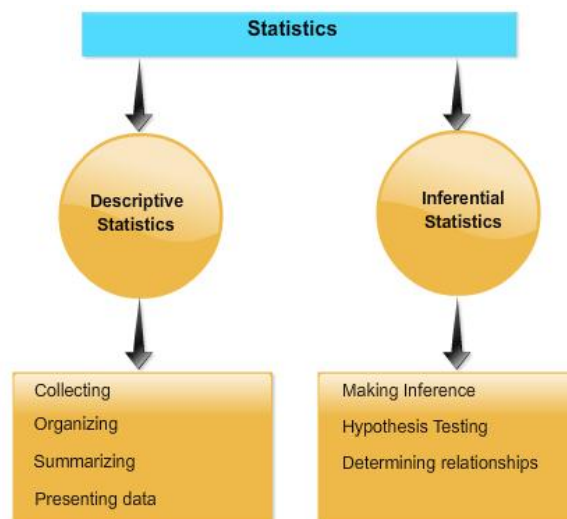 Statistics
Descriptive
Statistics
Inferential
Statistics
Collecting
Organizing
Summarizing
Presenting data
Making Inference
Hypothesis Testing
Determining relationships